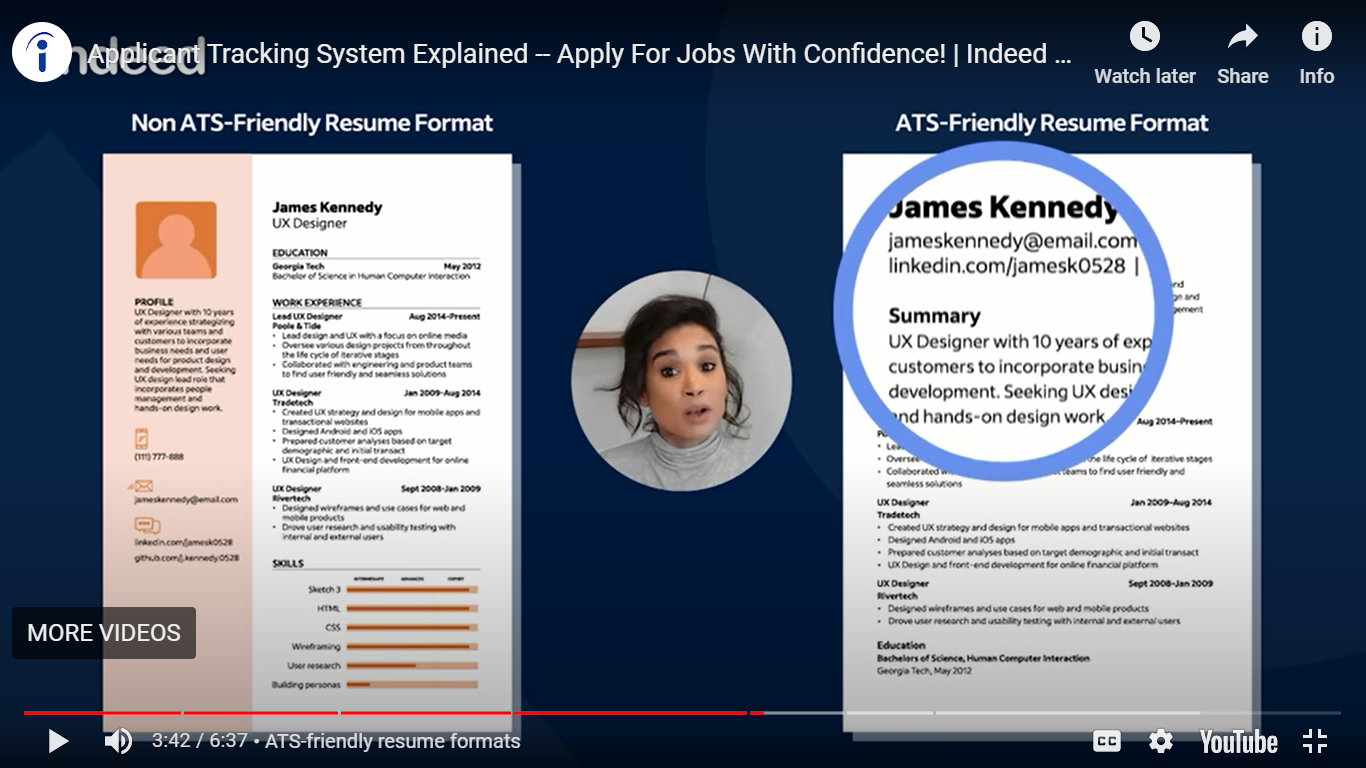 indeed
Applicant Tracking System Explained -- Apply For Jobs With Confidence! | Indeed ...
Watch later
Share
Info
Non ATS-Friendly Resume Format
PROFILE
UX Designer with 10 years
of experience strategizing
with various teams and
customers to incorporate
business needs and user
needs for product design
and development. Seeking
UX design lead role that
incorporates people
management and
hands-on design work.
(111) 777-888
jameskennedy@email.com
linkedin.com/jamesk0528
github.com/j.kennedy.0528
James Kennedy
UX Designer
EDUCATION
Georgia Tech May 2012
Bachelor of Science in Human Computer Interaction
WORK EXPERIENCE
Lead UX Designer Aug 2014-Present
Poole & Tide
• Lead design and UX with a focus on online media
• Oversee various design projects from throughout
the life cycle of iterative stages
• Collaborated with engineering and product teams
to find user friendly and seamless solutions
UX Designer Jan 2009-Aug 2014
Tradetech
• Created UX strategy and design for mobile apps and
transactional websites
• Designed Android and iOS apps
• Prepared customer analyses based on target
demographic and initial transact
• UX Design and front-end development for online
financial platform
UX Designer Sept 2008-Jan 2009
Rivertech
• Designed wireframes and use cases for web and
mobile products
• Drove user research and usability testing with
internal and external users
SKILLS
INTERMEDIATE ADVANCED EXPERT
Sketch 3
HTML
CSS
Wireframing
User research
Building personas
ATS-Friendly Resume Format
James Kennedy
jameskennedy@email.com
linkedin.com/jamesk0528 |
Summary
UX Designer with 10 years of exp
customers to incorporate busin
development. Seeking UX desi
and hands-on design work
Aug 2014-Present
• Oversee the life cycle of iterative stages
• Collaborated teams to find user friendly and
seamless solutions
UX Designer Jan 2009-Aug 2014
Tradetech
• Created UX strategy and design for mobile apps and transactional websites
• Designed Android and iOS apps
• Prepared customer analyses based on target demographic and initial transact
• UX Design and front-end development for online financial platform
UX Designer Sept 2008-Jan 2009
Rivertech
• Designed wireframes and use cases for web and mobile products
• Drove user research and usability testing with internal and external users
Education
Bachelors of Science, Human Computer Interaction
Georgia Tech, May 2012
MORE VIDEOS
3:42 / 6:37 • ATS-friendly resume formats
CC
YouTube